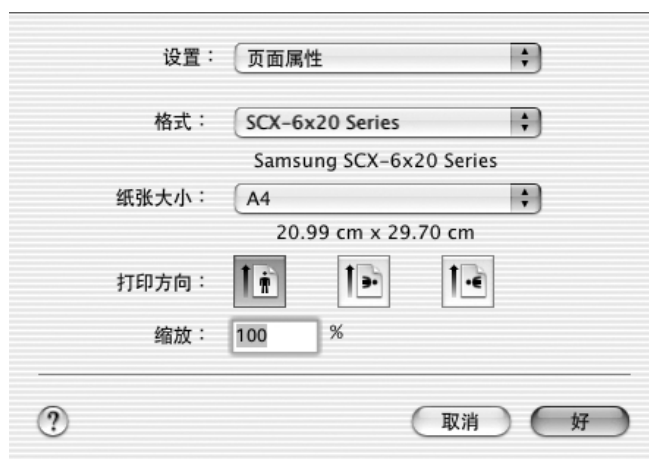 设置： 页面属性
格式： SCX-6x20 Series
Samsung SCX-6x20 Series
纸张大小： A4
20.99 cm x 29.70 cm
打印方向：
缩放： 100 %
? 取消 好